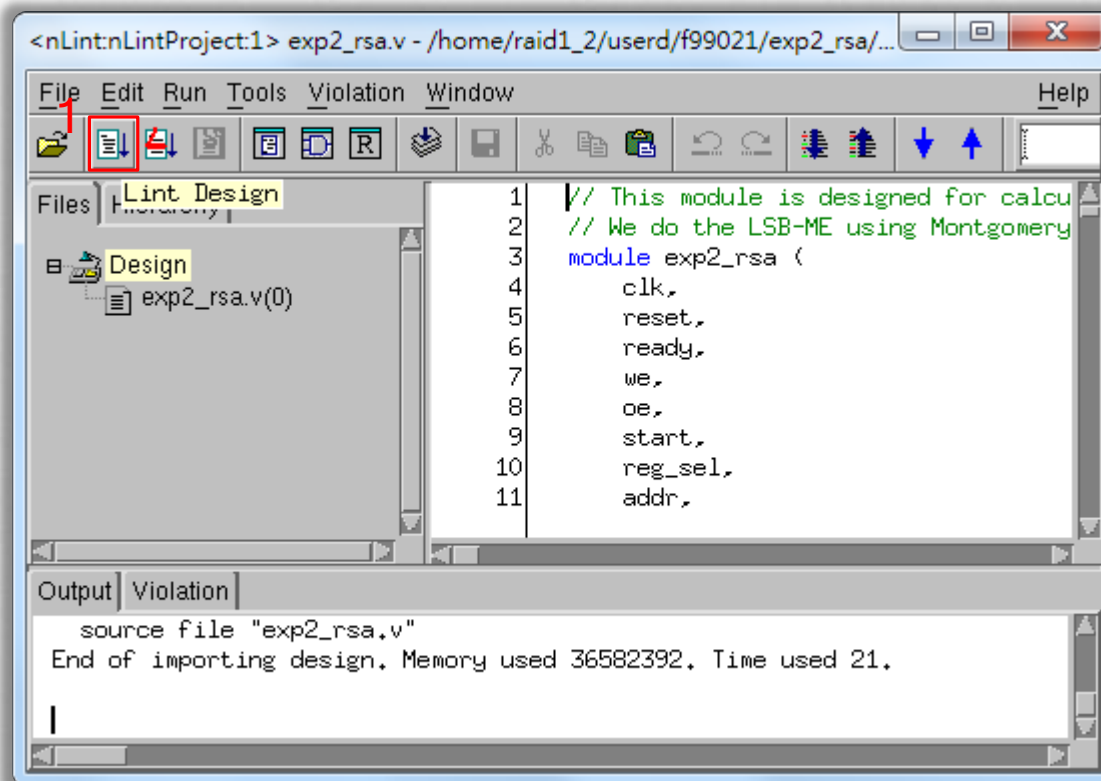 <nLint:nLintProject:1> exp2_rsa.v - /home/raid1_2/userd/f99021/exp2_rsa/...
File Edit Run Tools Violation Window Help
1
R
Lint Design
Files Hierarchy
Design
exp2_rsa.v(0)
1 // This module is designed for calcu
2 // We do the LSB-ME using Montgomery
3 module exp2_rsa (
4 clk,
5 reset,
6 ready,
7 we,
8 oe,
9 start,
10 reg_sel,
11 addr,
Output Violation
source file "exp2_rsa.v"
End of importing design. Memory used 36582392. Time used 21.